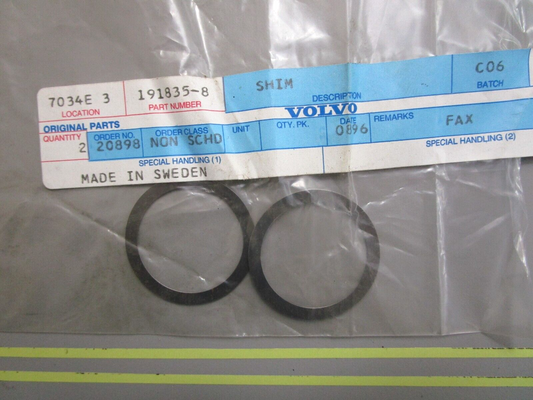 7034E 3 191835-8 SHIM C06
LOCATION PART NUMBER DESCRIPTION BATCH
VOLVO
ORIGINAL PARTS
QUANTITY ORDER NO. ORDER CLASS UNIT QTY. PK. DATE REMARKS FAX
2 20898 NON SCHD 0896
SPECIAL HANDLING (1) SPECIAL HANDLING (2)
MADE IN SWEDEN